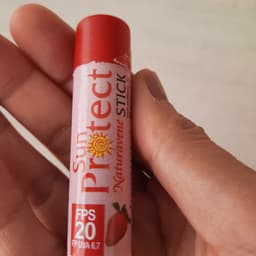 Sun
Protect
Naturavene
STICK
FPS
20
FP UVA 6,7